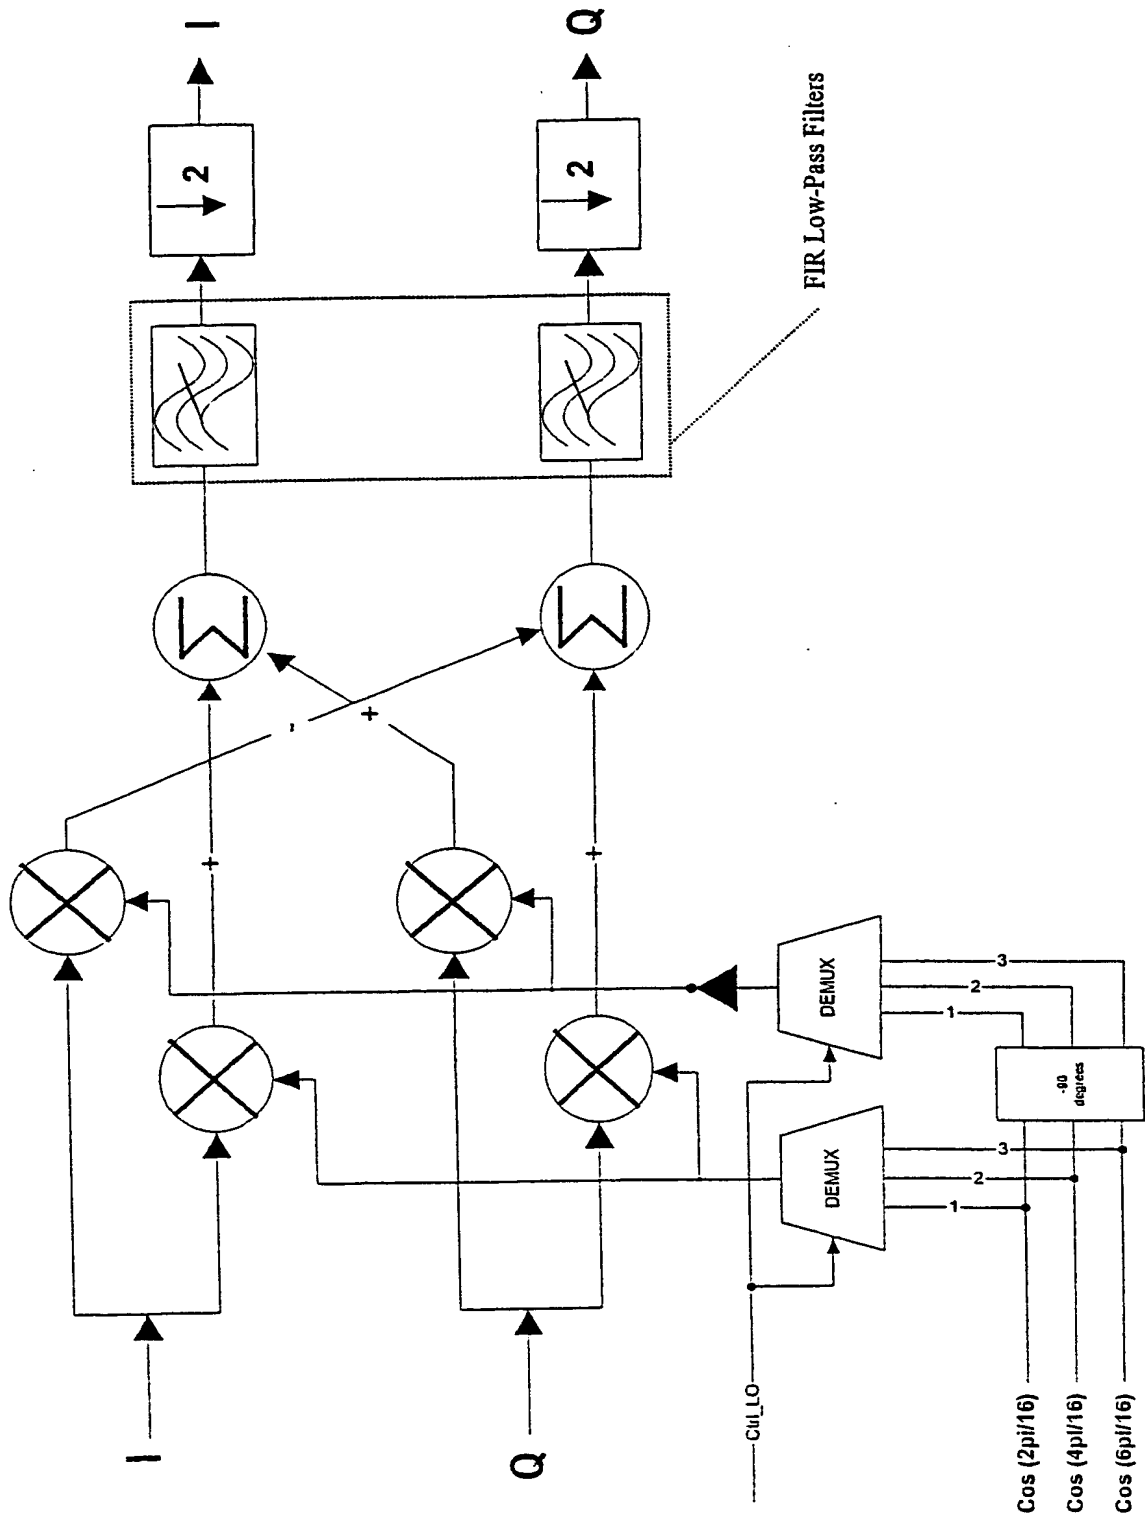 I
Q
2
2
FIR Low-Pass Filters
Σ
Σ
-
+
+
+
DEMUX
DEMUX
3
2
1
3
2
1
-90
degrees
I
Q
Ctrl_LO
Cos (2pi/16)
Cos (4pi/16)
Cos (6pi/16)